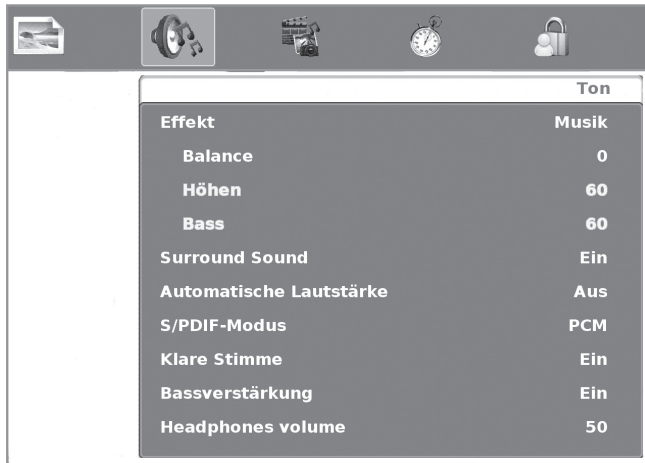 Ton
Effekt Musik
Balance 0
Höhen 60
Bass 60
Surround Sound Ein
Automatische Lautstärke Aus
S/PDIF-Modus PCM
Klare Stimme Ein
Bassverstärkung Ein
Headphones volume 50